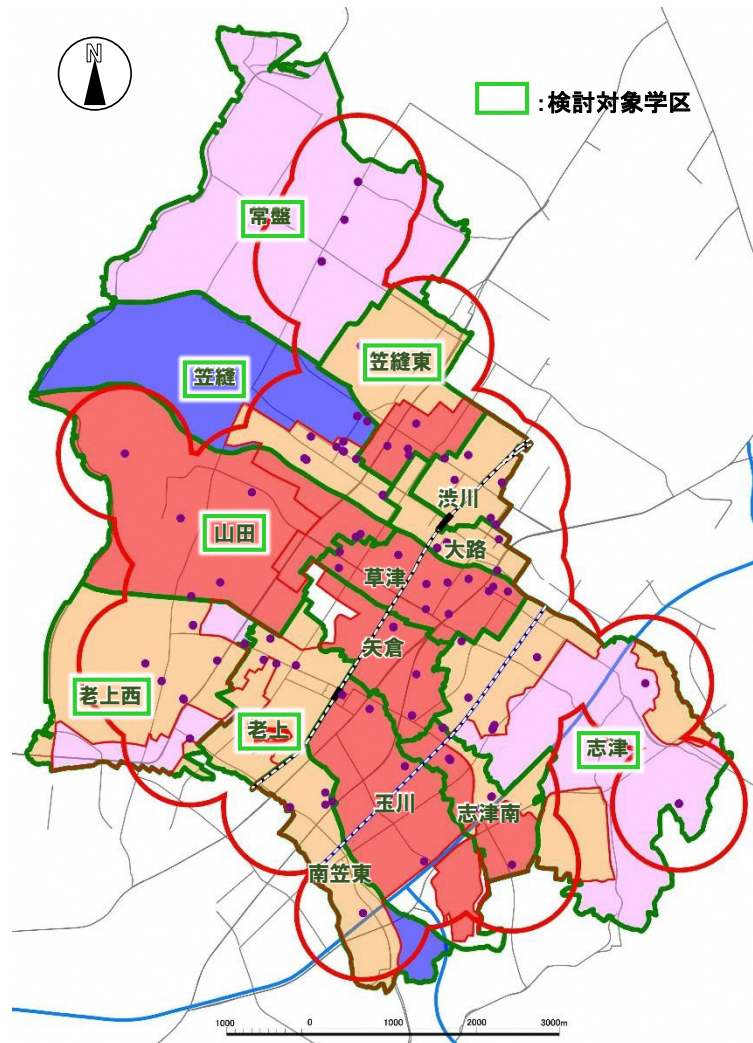 N
:検討対象学区
常盤
笠縫
笠縫東
渋川
大路
山田
草津
矢倉
老上西
老上
志津
玉川
志津南
南笠東
1000 0 1000 2000 3000m